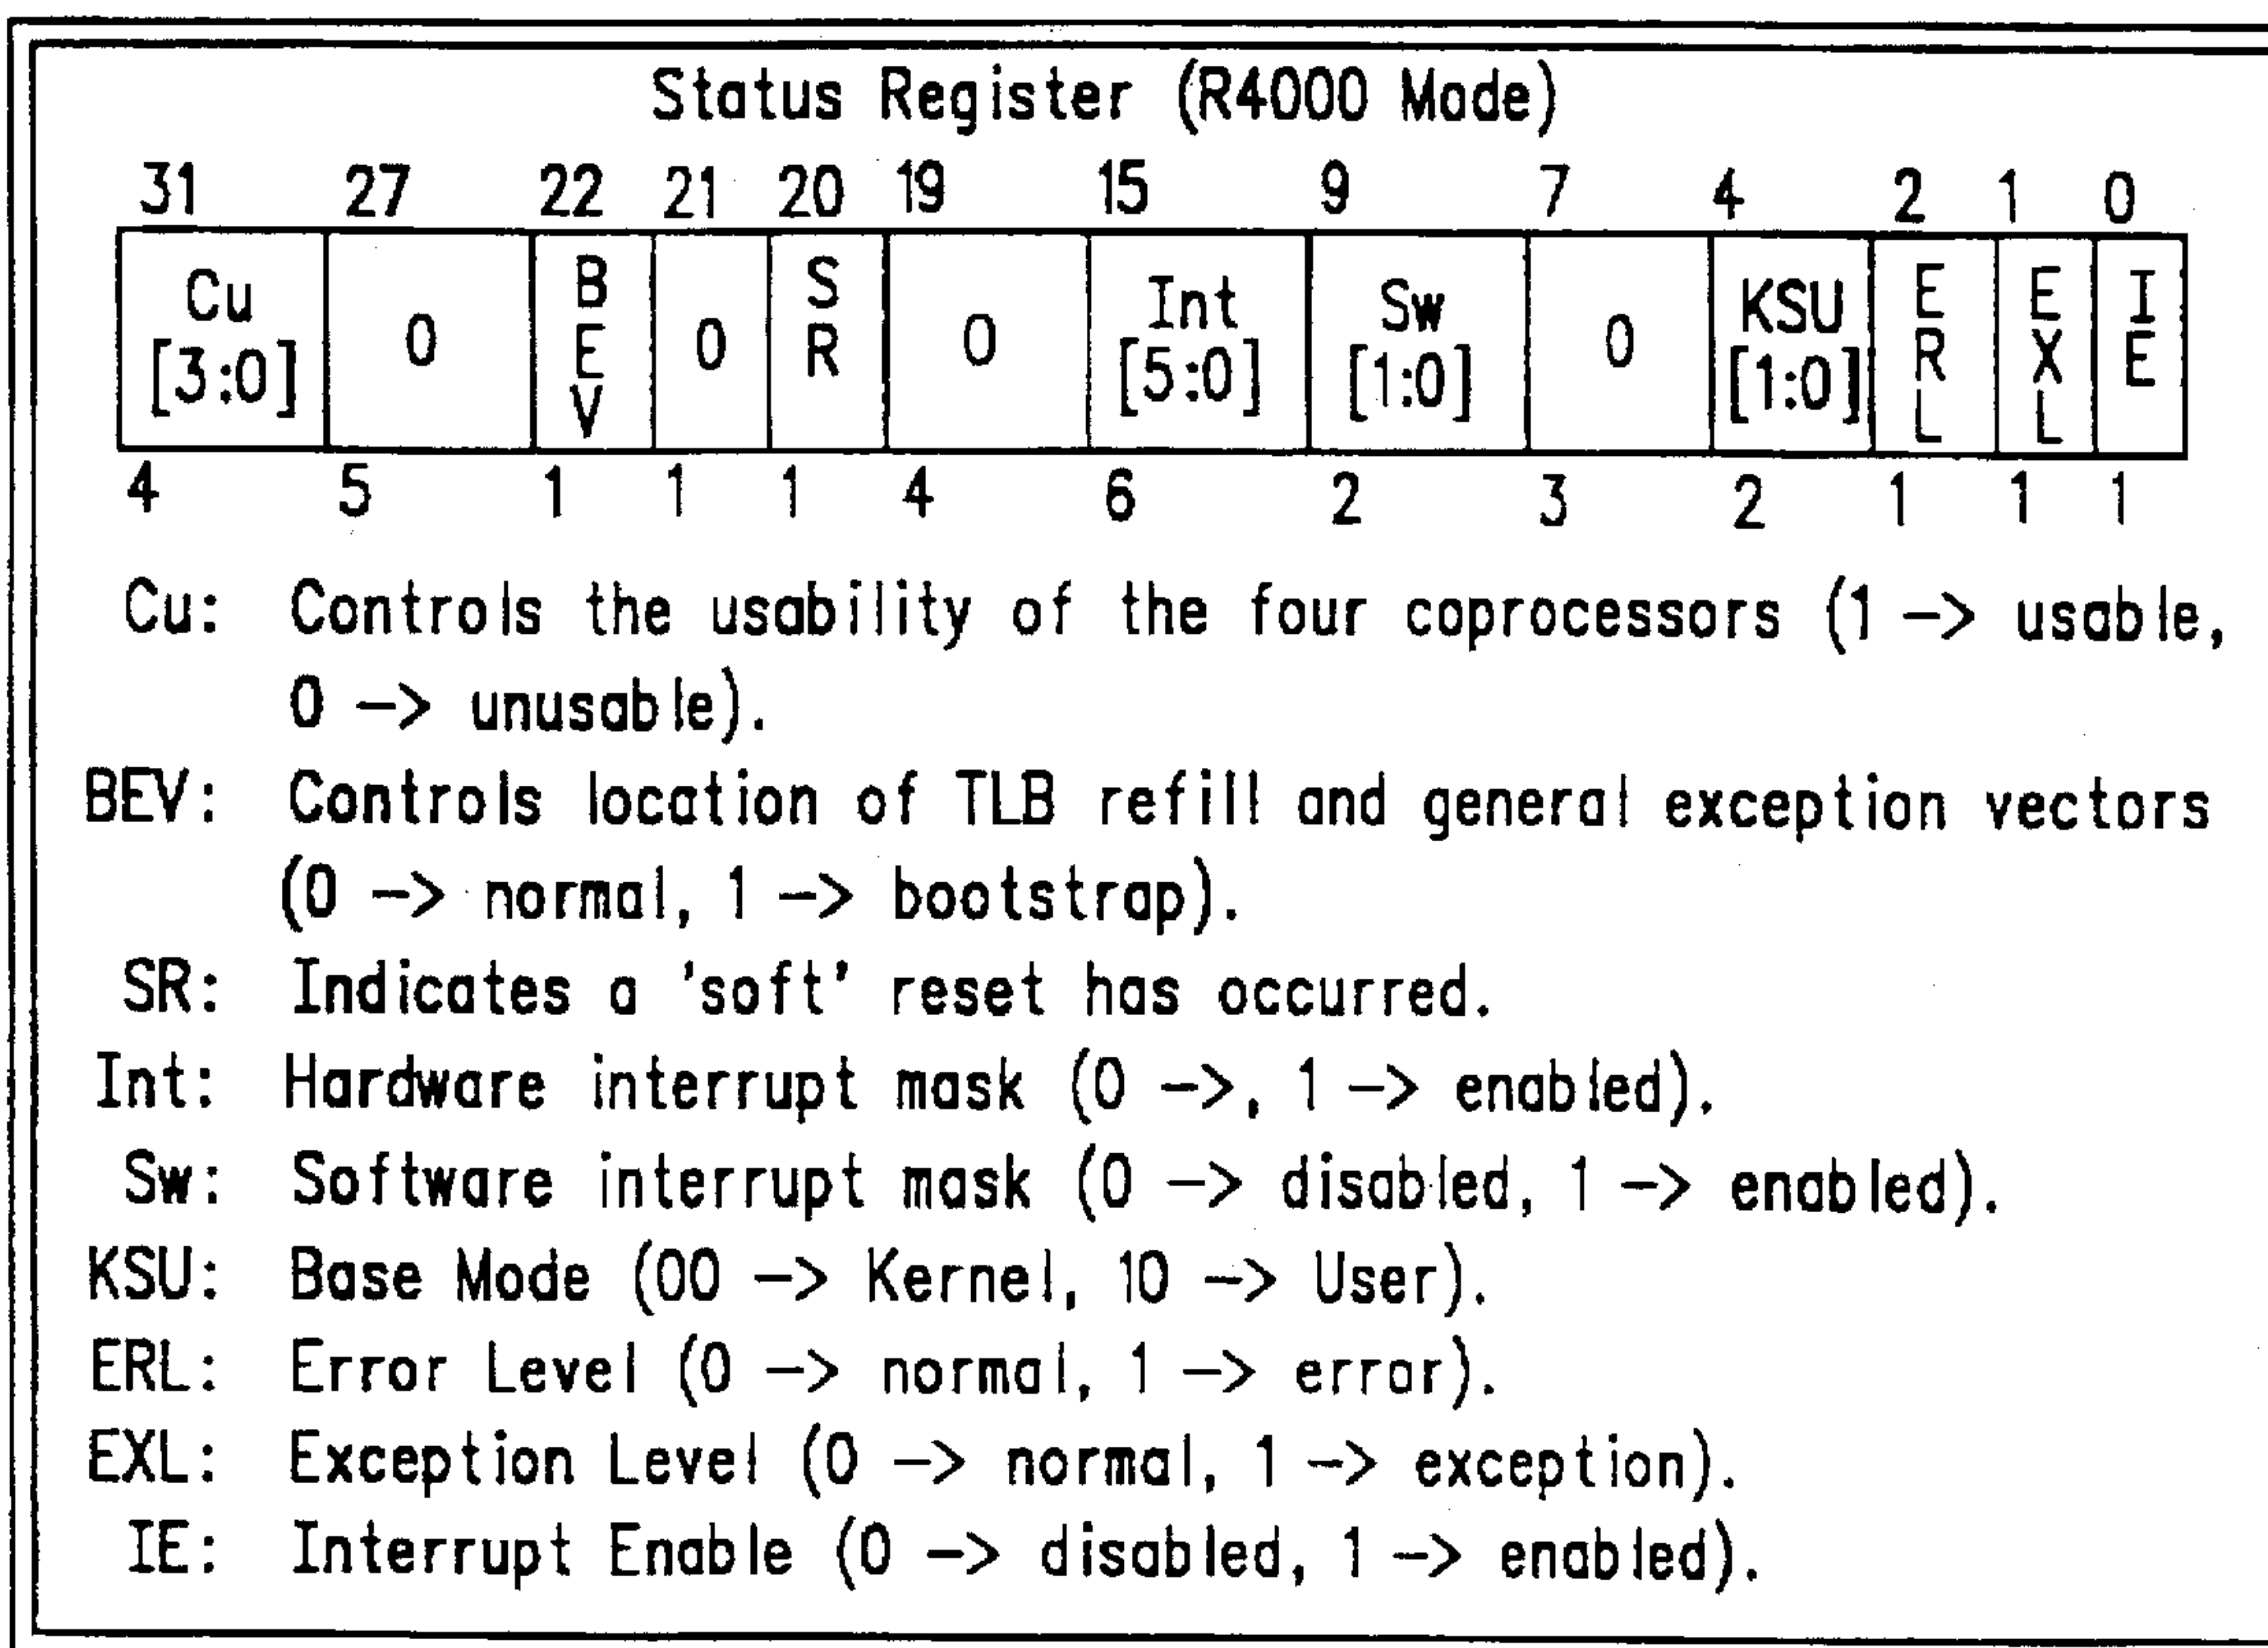 Status Register (R4000 Mode)
31 27 22 21 20 19 15 9 7 4 2 1 0
Cu [3:0] 0 BEV 0 SR 0 Int [5:0] Sw [1:0] 0 KSU [1:0] ERL EXL IE
4 5 1 1 1 4 6 2 3 2 1 1 1
Cu: Controls the usability of the four coprocessors (1 -> usable,
0 -> unusable).
BEV: Controls location of TLB refill and general exception vectors
(0 -> normal, 1 -> bootstrap).
SR: Indicates a 'soft' reset has occurred.
Int: Hardware interrupt mask (0 ->, 1 -> enabled).
Sw: Software interrupt mask (0 -> disabled, 1 -> enabled).
KSU: Base Mode (00 -> Kernel, 10 -> User).
ERL: Error Level (0 -> normal, 1 -> error).
EXL: Exception Level (0 -> normal, 1 -> exception).
IE: Interrupt Enable (0 -> disabled, 1 -> enabled).